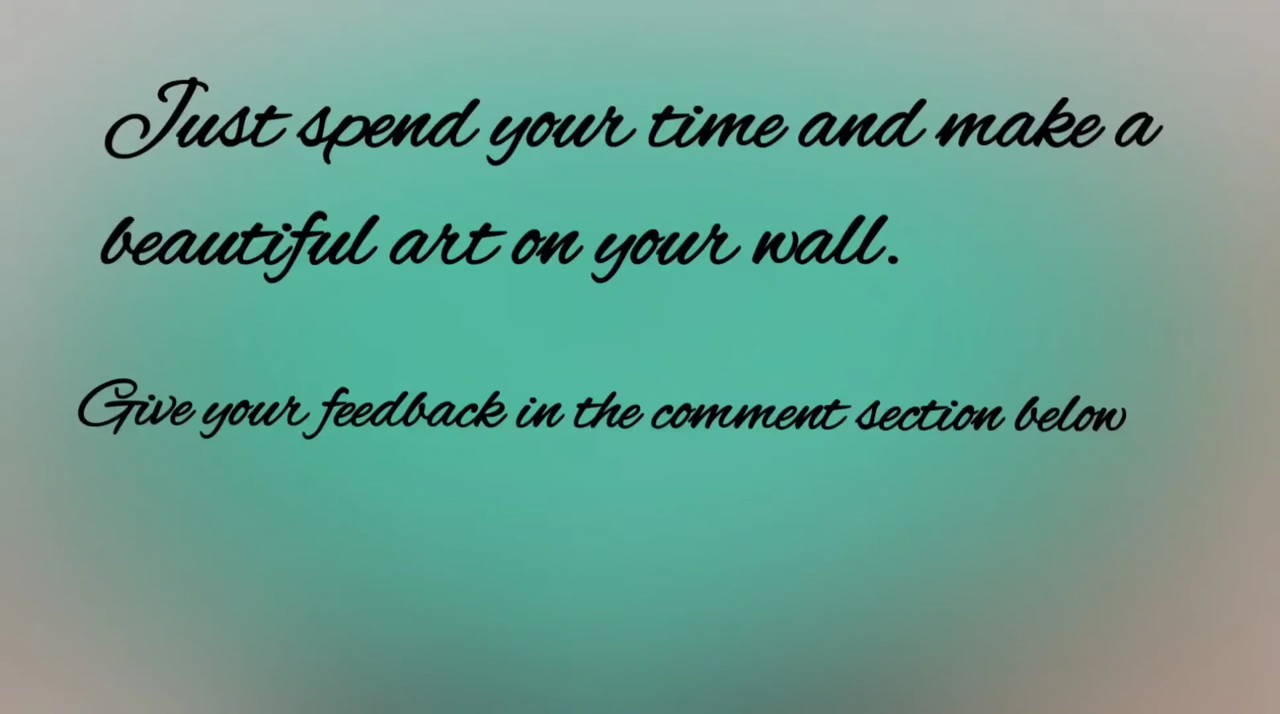 Just spend your time and make a
beautiful art on your wall.
Give your feedback in the comment section below